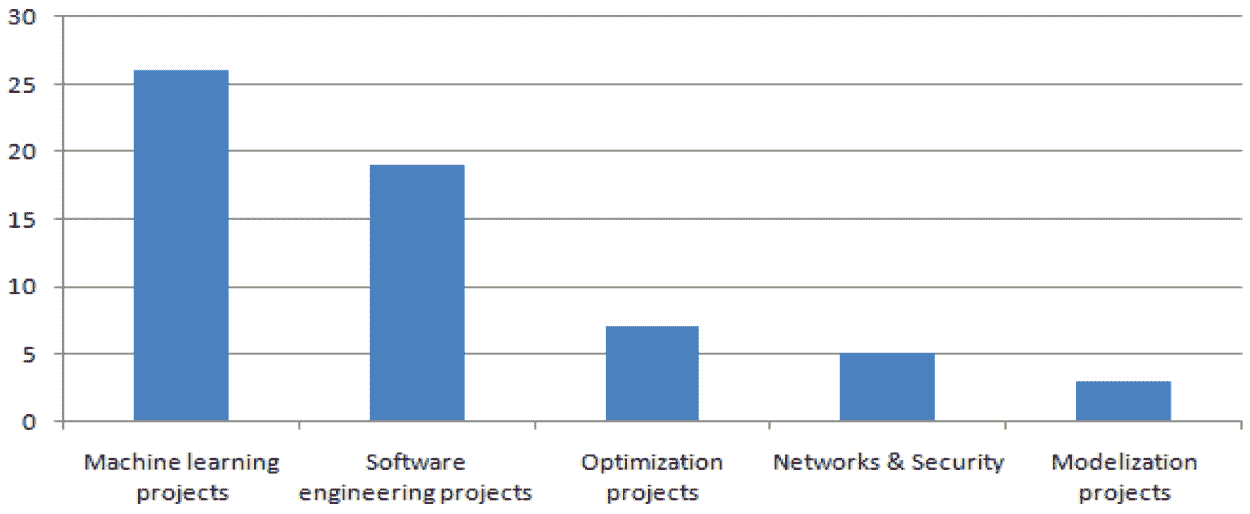 30
25
20
15
10
5
0
Machine learning projects
Software engineering projects
Optimization projects
Networks & Security
Modelization projects